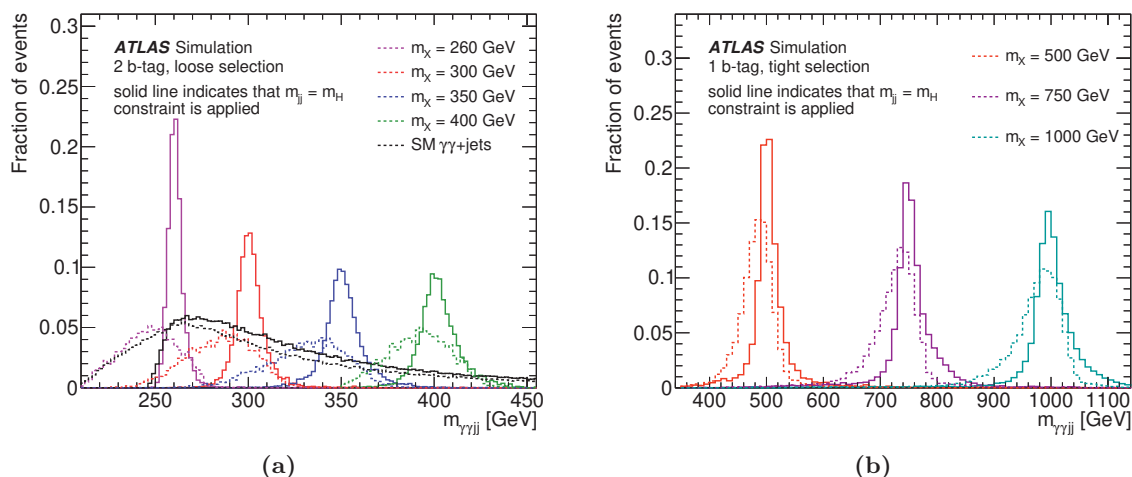 Fraction of events
0.3
0.25
0.2
0.15
0.1
0.05
0
ATLAS Simulation
2 b-tag, loose selection
solid line indicates that m_jj = m_H
constraint is applied
m_X = 260 GeV
m_X = 300 GeV
m_X = 350 GeV
m_X = 400 GeV
SM γγ+jets
250 300 350 400 450
m_γγjj [GeV]
(a)
Fraction of events
0.3
0.25
0.2
0.15
0.1
0.05
0
ATLAS Simulation
1 b-tag, tight selection
solid line indicates that m_jj = m_H
constraint is applied
m_X = 500 GeV
m_X = 750 GeV
m_X = 1000 GeV
400 500 600 700 800 900 1000 1100
m_γγjj [GeV]
(b)